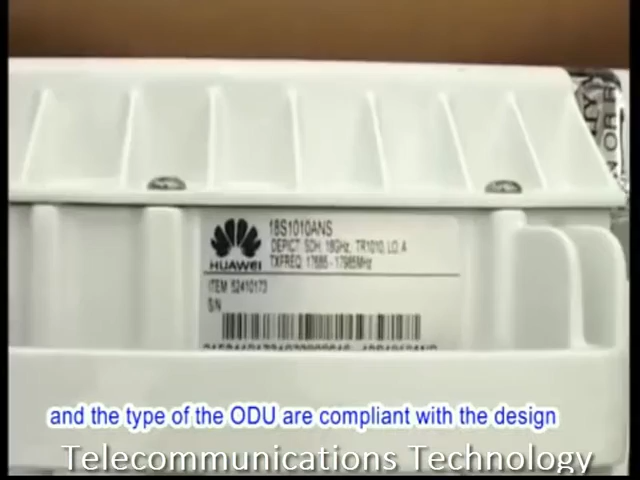 18S1010ANS
DEPICT: SDH, 18GHz, TR1010, LO, A
HUAWEI
TXFREQ: 17685 - 17985MHz
ITEM: 52410173
S/N
and the type of the ODU are compliant with the design
Telecommunications Technology